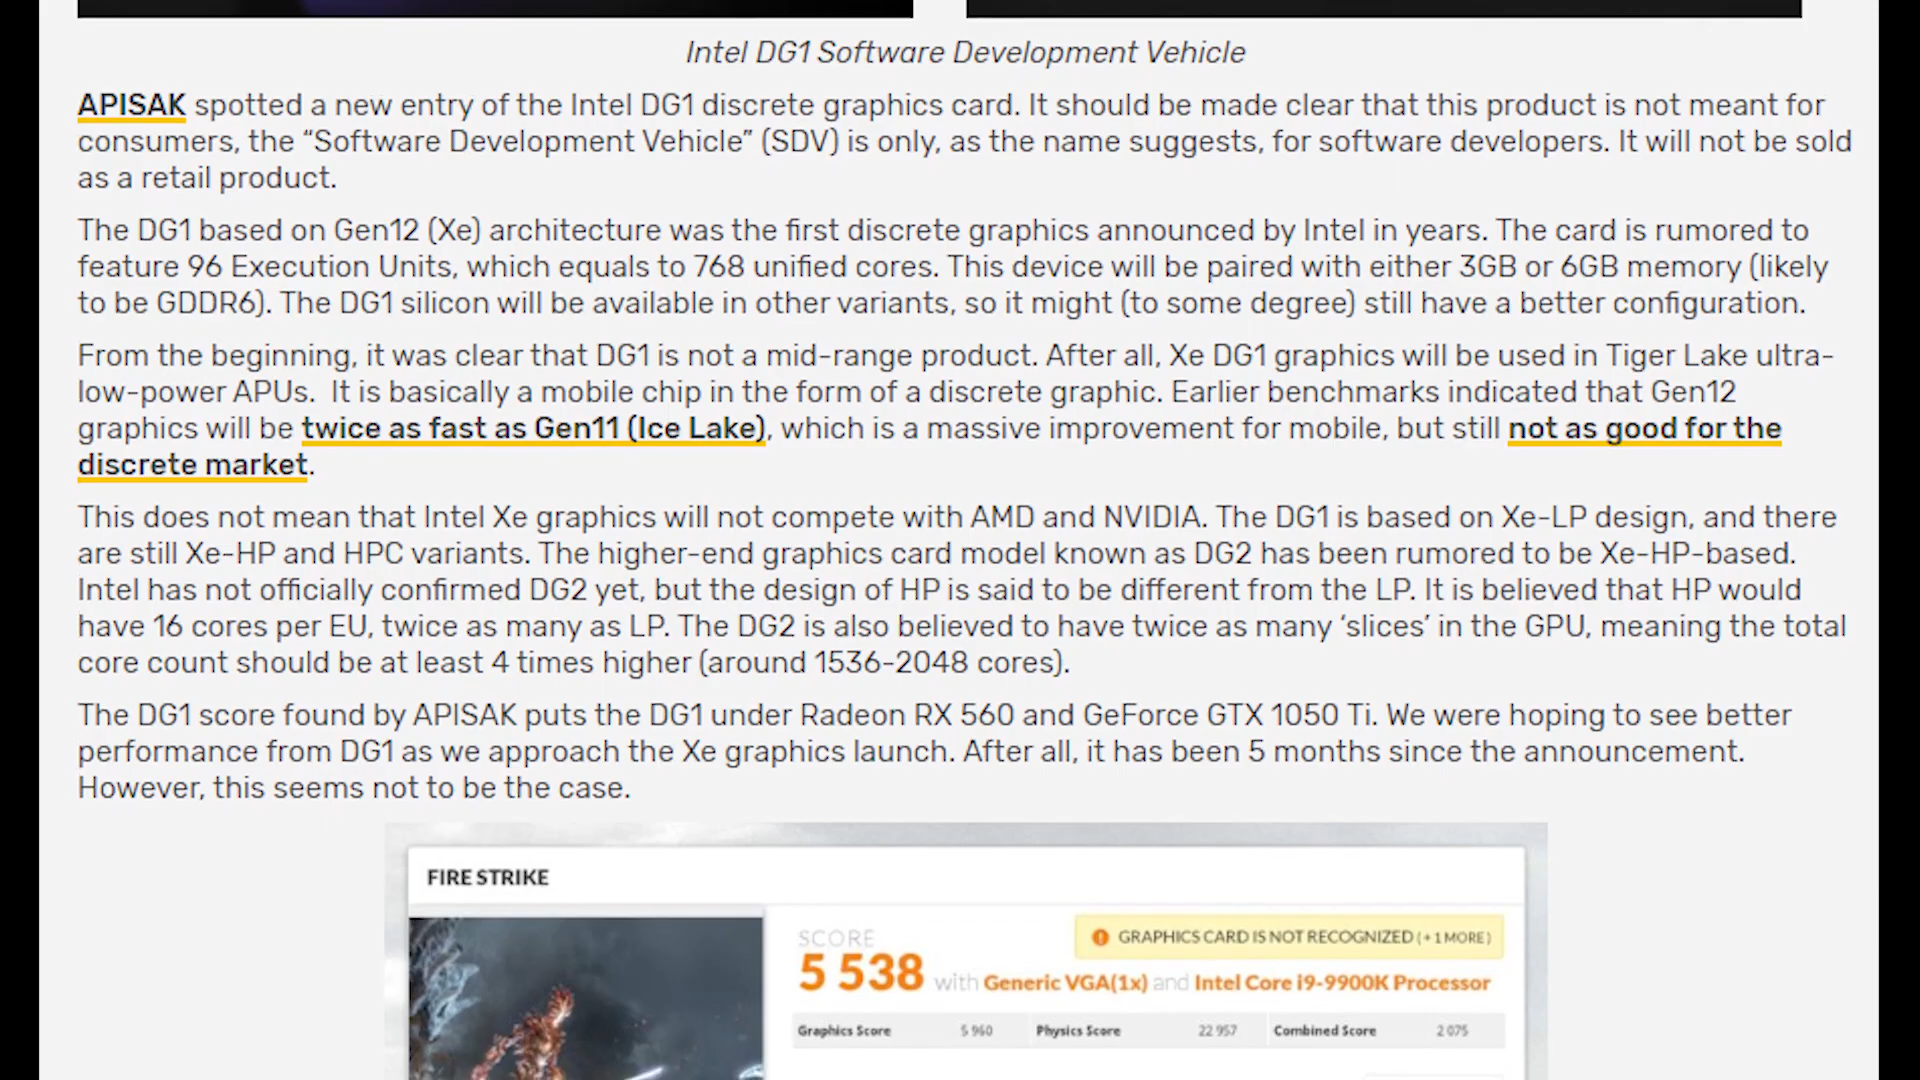 Intel DG1 Software Development Vehicle
APISAK spotted a new entry of the Intel DG1 discrete graphics card. It should be made clear that this product is not meant for
consumers, the “Software Development Vehicle” (SDV) is only, as the name suggests, for software developers. It will not be sold
as a retail product.
The DG1 based on Gen12 (Xe) architecture was the first discrete graphics announced by Intel in years. The card is rumored to
feature 96 Execution Units, which equals to 768 unified cores. This device will be paired with either 3GB or 6GB memory (likely
to be GDDR6). The DG1 silicon will be available in other variants, so it might (to some degree) still have a better configuration.
From the beginning, it was clear that DG1 is not a mid-range product. After all, Xe DG1 graphics will be used in Tiger Lake ultra-
low-power APUs.  It is basically a mobile chip in the form of a discrete graphic. Earlier benchmarks indicated that Gen12
graphics will be twice as fast as Gen11 (Ice Lake), which is a massive improvement for mobile, but still not as good for the
discrete market.
This does not mean that Intel Xe graphics will not compete with AMD and NVIDIA. The DG1 is based on Xe-LP design, and there
are still Xe-HP and HPC variants. The higher-end graphics card model known as DG2 has been rumored to be Xe-HP-based.
Intel has not officially confirmed DG2 yet, but the design of HP is said to be different from the LP. It is believed that HP would
have 16 cores per EU, twice as many as LP. The DG2 is also believed to have twice as many ‘slices’ in the GPU, meaning the total
core count should be at least 4 times higher (around 1536-2048 cores).
The DG1 score found by APISAK puts the DG1 under Radeon RX 560 and GeForce GTX 1050 Ti. We were hoping to see better
performance from DG1 as we approach the Xe graphics launch. After all, it has been 5 months since the announcement.
However, this seems not to be the case.
FIRE STRIKE
GRAPHICS CARD IS NOT RECOGNIZED (+1 MORE)
SCORE
5 538 with Generic VGA(1x) and Intel Core i9-9900K Processor
Graphics Score 5 960 Physics Score 22 957 Combined Score 2 075